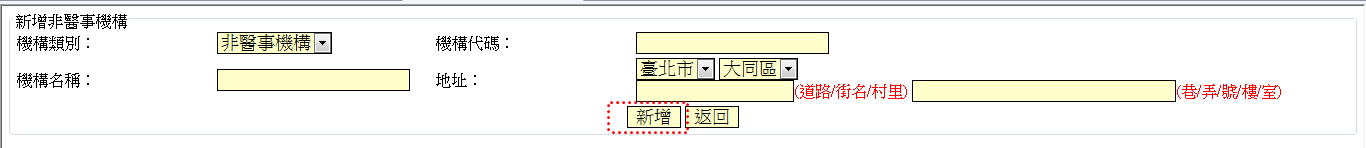 新增非醫事機構
機構類別： 非醫事機構 機構代碼：
機構名稱： 地址： 臺北市 大同區
(道路/街名/村里) (巷/弄/號/樓/室)
新增 返回